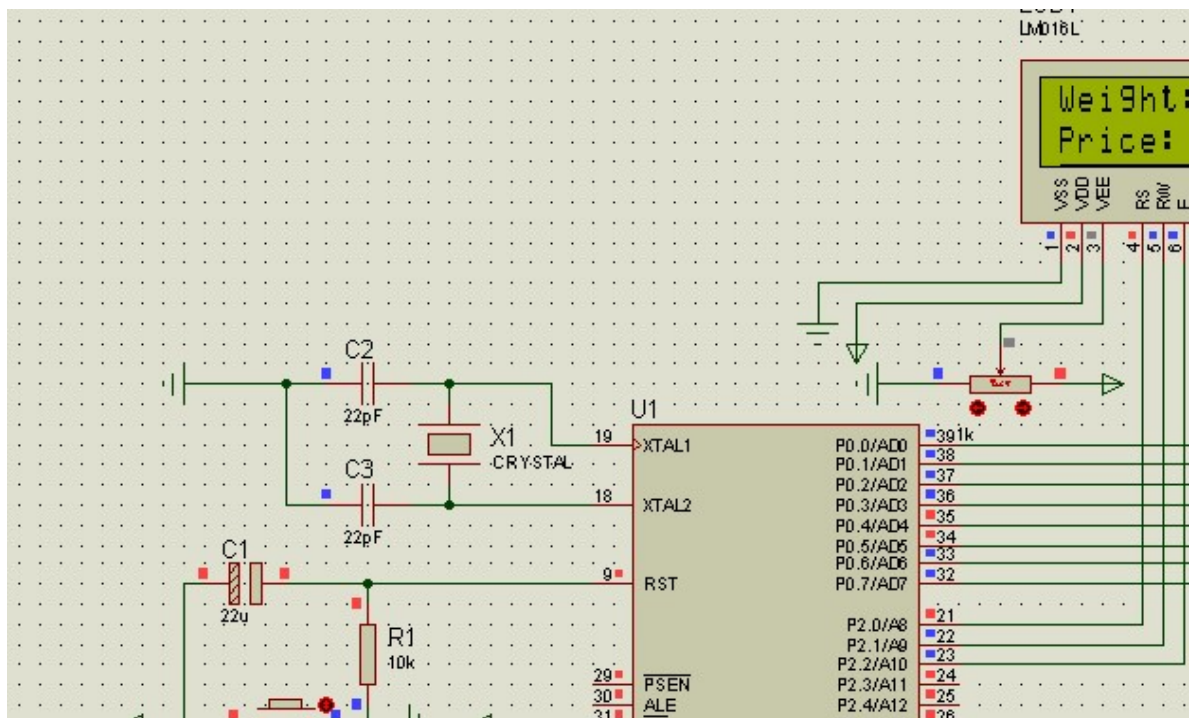 LM016L
Weight:
Price:
VSS
VDD
VEE
RS
RW
E
1
2
3
4
5
6
C2
22pF
X1
CRYSTAL
C3
22pF
C1
22u
R1
10k
U1
1k
19
XTAL1
18
XTAL2
9
RST
29
PSEN
30
ALE
31
P0.0/AD0
39
P0.1/AD1
38
P0.2/AD2
37
P0.3/AD3
36
P0.4/AD4
35
P0.5/AD5
34
P0.6/AD6
33
P0.7/AD7
32
P2.0/A8
21
P2.1/A9
22
P2.2/A10
23
P2.3/A11
24
P2.4/A12
25
26